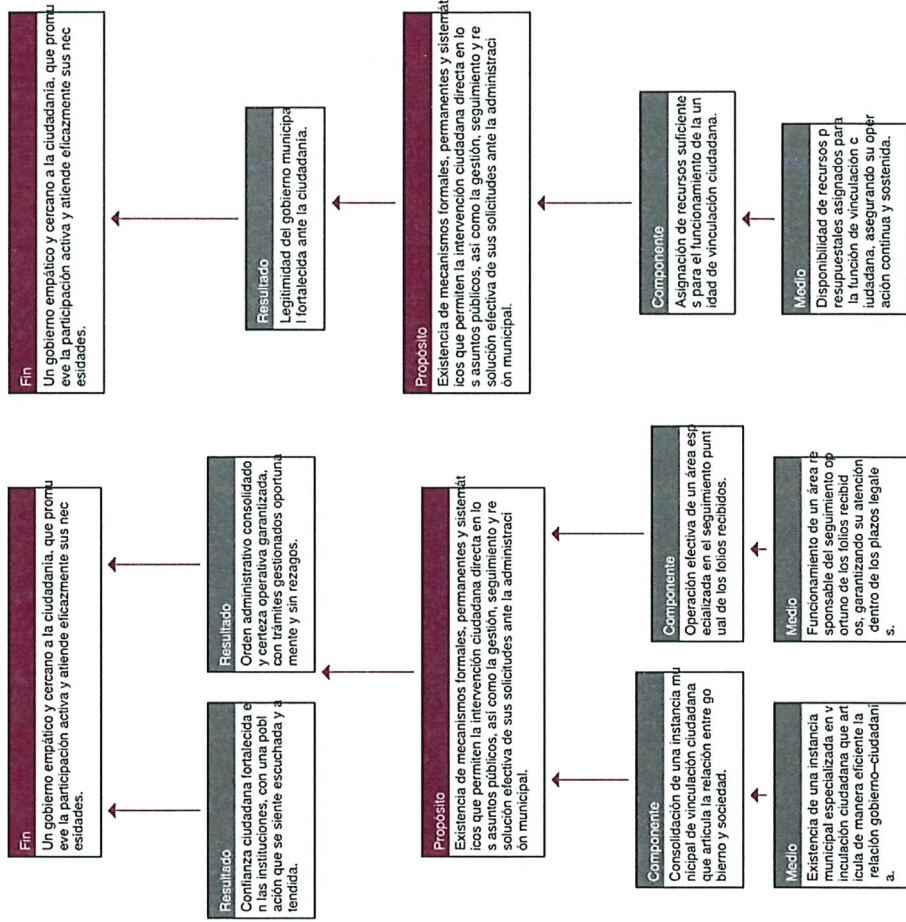 Fin
Un gobierno empático y cercano a la ciudadanía, que promu
eve la participación activa y atiende eficazmente sus nec
esidades.
Resultado
Confianza ciudadana fortalecida e
n las instituciones, con una pobl
ación que se siente escuchada y a
tendida.
Resultado
Orden administrativo consolidado
y certeza operativa garantizada,
con trámites gestionados oportuna
mente y sin rezagos.
Propósito
Existencia de mecanismos formales, permanentes y sistemát
icos que permiten la intervención ciudadana directa en lo
s asuntos públicos, así como la gestión, seguimiento y re
solución efectiva de sus solicitudes ante la administraci
ón municipal.
Componente
Consolidación de una instancia mu
nicipal de vinculación ciudadana
que articula la relación entre go
bierno y sociedad.
Componente
Operación efectiva de un área esp
ecializada en el seguimiento punt
ual de los folios recibidos.
Medio
Existencia de una instancia
municipal especializada en v
inculación ciudadana que art
icula de manera eficiente la
relación gobierno–ciudadaní
a.
Medio
Funcionamiento de un área re
sponsable del seguimiento op
ortuno de los folios recibid
os, garantizando su atención
dentro de los plazos legale
s.
Fin
Un gobierno empático y cercano a la ciudadanía, que promu
eve la participación activa y atiende eficazmente sus nec
esidades.
Resultado
Legitimidad del gobierno municipa
l fortalecida ante la ciudadanía.
Propósito
Existencia de mecanismos formales, permanentes y sistemát
icos que permiten la intervención ciudadana directa en lo
s asuntos públicos, así como la gestión, seguimiento y re
solución efectiva de sus solicitudes ante la administraci
ón municipal.
Componente
Asignación de recursos suficiente
s para el funcionamiento de la un
idad de vinculación ciudadana.
Medio
Disponibilidad de recursos p
resupuestales asignados para
la función de vinculación c
iudadana, asegurando su oper
ación continua y sostenida.